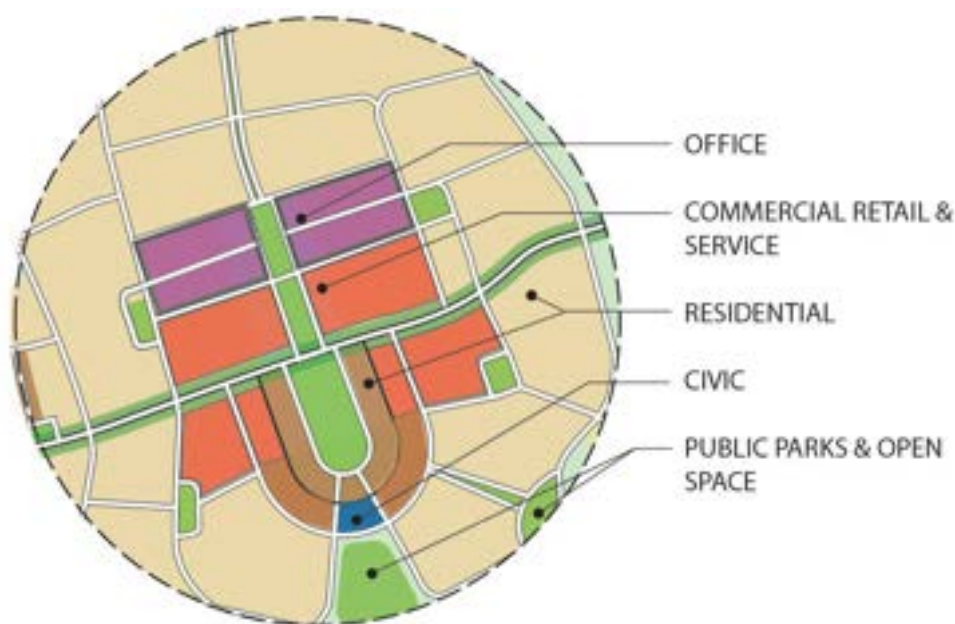 OFFICE
COMMERCIAL RETAIL &
SERVICE
RESIDENTIAL
CIVIC
PUBLIC PARKS & OPEN
SPACE